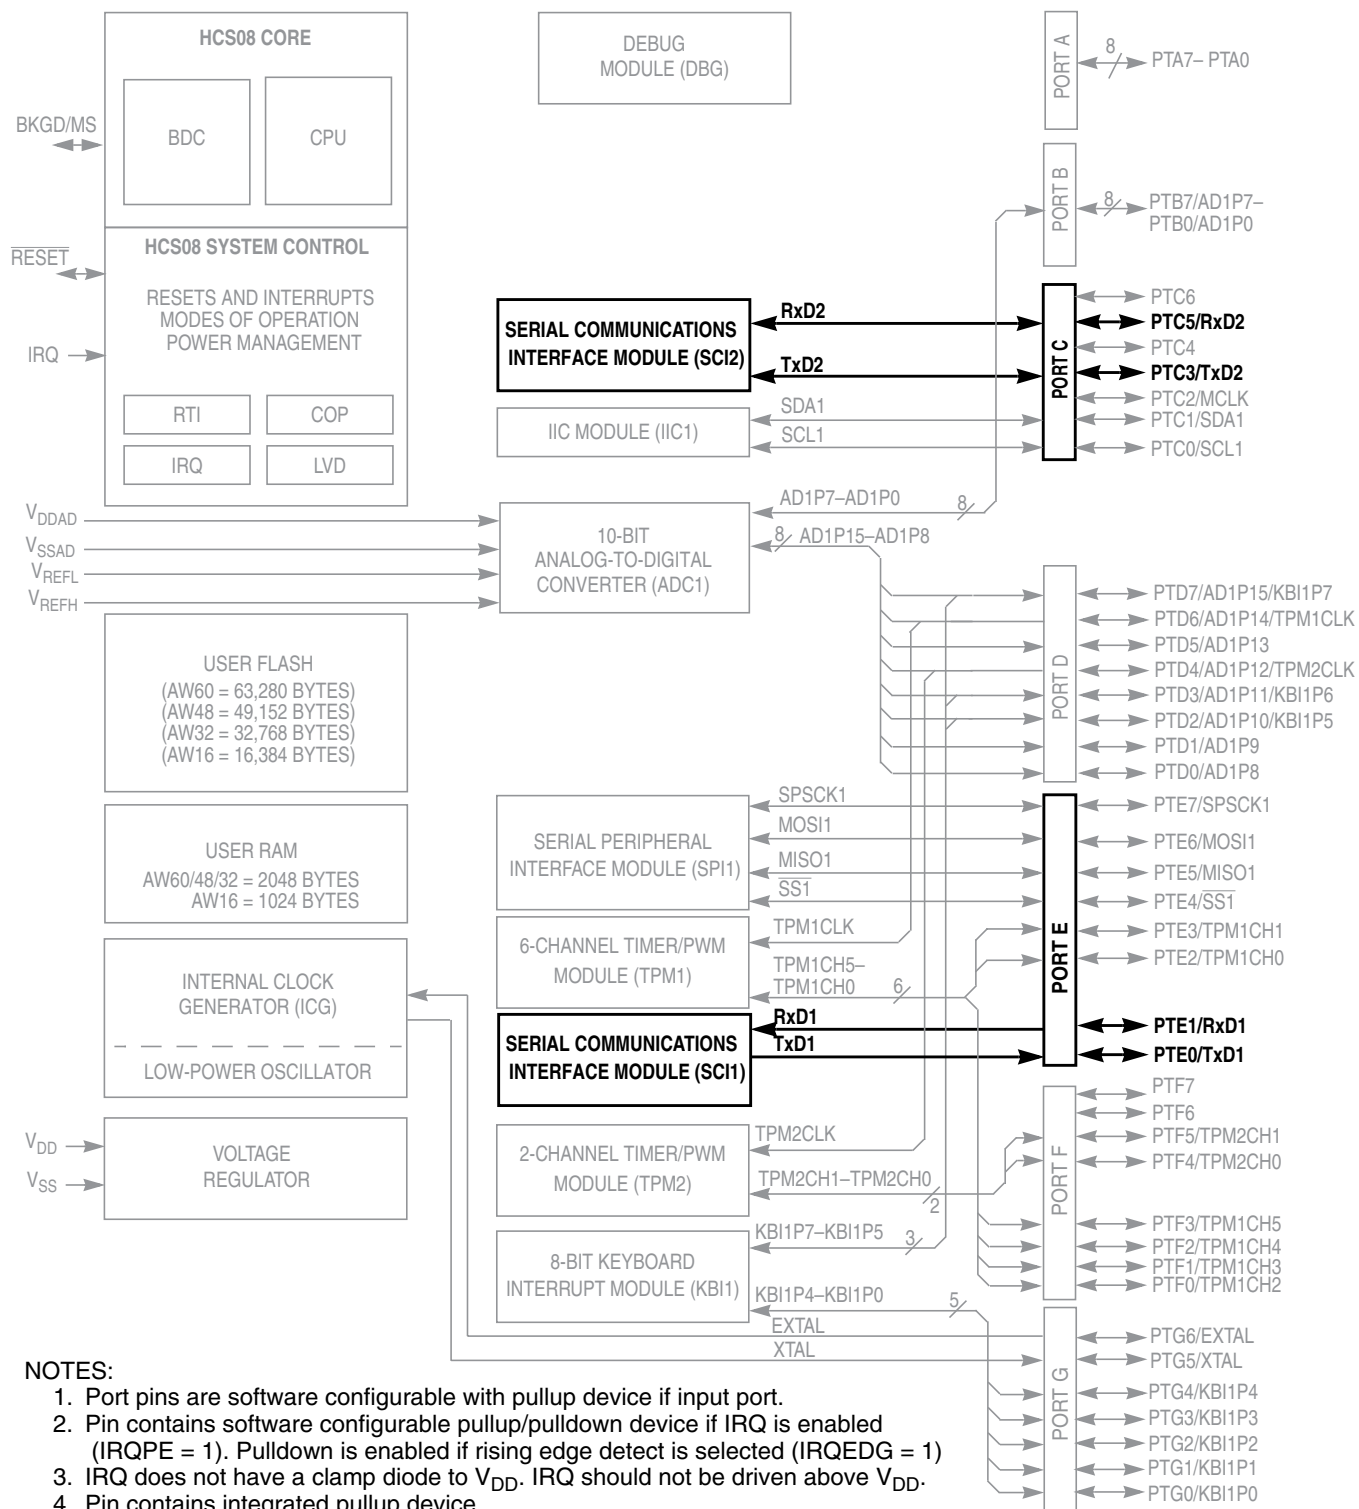 HCS08 CORE
BDC
CPU
BKGD/MS
HCS08 SYSTEM CONTROL
RESET
RESETS AND INTERRUPTS
MODES OF OPERATION
POWER MANAGEMENT
IRQ
RTI
COP
IRQ
LVD
VDDAD
VSSAD
VREFL
VREFH
USER FLASH
(AW60 = 63,280 BYTES)
(AW48 = 49,152 BYTES)
(AW32 = 32,768 BYTES)
(AW16 = 16,384 BYTES)
USER RAM
AW60/48/32 = 2048 BYTES
AW16 = 1024 BYTES
INTERNAL CLOCK
GENERATOR (ICG)
LOW-POWER OSCILLATOR
VDD
VSS
VOLTAGE
REGULATOR
DEBUG
MODULE (DBG)
SERIAL COMMUNICATIONS
INTERFACE MODULE (SCI2)
RxD2
TxD2
IIC MODULE (IIC1)
SDA1
SCL1
10-BIT
ANALOG-TO-DIGITAL
CONVERTER (ADC1)
AD1P7–AD1P0
8
8
AD1P15–AD1P8
SERIAL PERIPHERAL
INTERFACE MODULE (SPI1)
SPSCK1
MOSI1
MISO1
SS1
6-CHANNEL TIMER/PWM
MODULE (TPM1)
TPM1CLK
TPM1CH5–
TPM1CH0
6
SERIAL COMMUNICATIONS
INTERFACE MODULE (SCI1)
RxD1
TxD1
2-CHANNEL TIMER/PWM
MODULE (TPM2)
TPM2CLK
TPM2CH1–TPM2CH0
2
8-BIT KEYBOARD
INTERRUPT MODULE (KBI1)
KBI1P7–KBI1P5
3
KBI1P4–KBI1P0
5
EXTAL
XTAL
PORT A
8
PTA7– PTA0
PORT B
8
PTB7/AD1P7–
PTB0/AD1P0
PORT C
PTC6
PTC5/RxD2
PTC4
PTC3/TxD2
PTC2/MCLK
PTC1/SDA1
PTC0/SCL1
PORT D
PTD7/AD1P15/KBI1P7
PTD6/AD1P14/TPM1CLK
PTD5/AD1P13
PTD4/AD1P12/TPM2CLK
PTD3/AD1P11/KBI1P6
PTD2/AD1P10/KBI1P5
PTD1/AD1P9
PTD0/AD1P8
PORT E
PTE7/SPSCK1
PTE6/MOSI1
PTE5/MISO1
PTE4/SS1
PTE3/TPM1CH1
PTE2/TPM1CH0
PTE1/RxD1
PTE0/TxD1
PORT F
PTF7
PTF6
PTF5/TPM2CH1
PTF4/TPM2CH0
PTF3/TPM1CH5
PTF2/TPM1CH4
PTF1/TPM1CH3
PTF0/TPM1CH2
PORT G
PTG6/EXTAL
PTG5/XTAL
PTG4/KBI1P4
PTG3/KBI1P3
PTG2/KBI1P2
PTG1/KBI1P1
PTG0/KBI1P0
NOTES:
1. Port pins are software configurable with pullup device if input port.
2. Pin contains software configurable pullup/pulldown device if IRQ is enabled
(IRQPE = 1). Pulldown is enabled if rising edge detect is selected (IRQEDG = 1)
3. IRQ does not have a clamp diode to VDD. IRQ should not be driven above VDD.
4. Pin contains integrated pullup device.